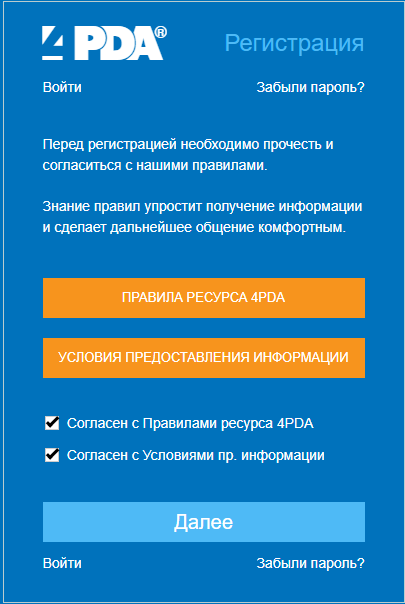 4PDA®
Регистрация
Войти
Забыли пароль?
Перед регистрацией необходимо прочесть и
согласиться с нашими правилами.
Знание правил упростит получение информации
и сделает дальнейшее общение комфортным.
ПРАВИЛА РЕСУРСА 4PDA
УСЛОВИЯ ПРЕДОСТАВЛЕНИЯ ИНФОРМАЦИИ
Согласен с Правилами ресурса 4PDA
Согласен с Условиями пр. информации
Далее
Войти
Забыли пароль?